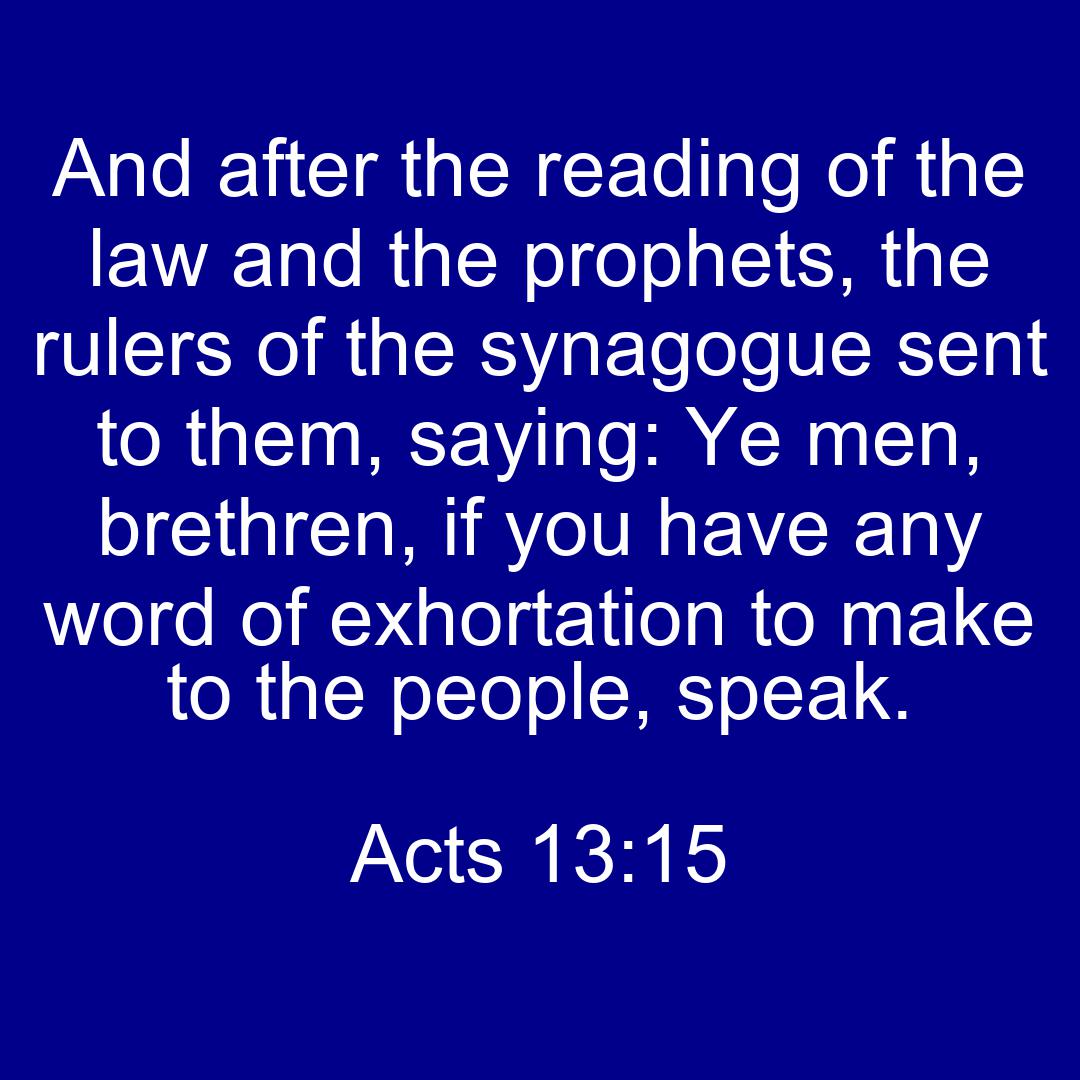 And after the reading of the
law and the prophets, the
rulers of the synagogue sent
to them, saying: Ye men,
brethren, if you have any
word of exhortation to make
to the people, speak.
Acts 13:15